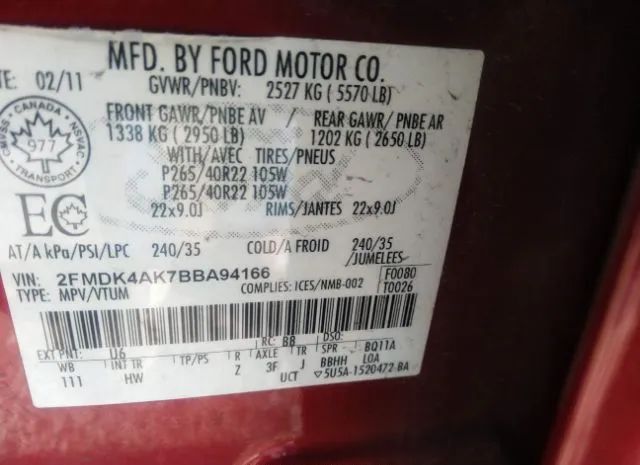 MFD. BY FORD MOTOR CO.
TE: 02/11 GVWR/PNBV: 2527 KG ( 5570 LB)
FRONT GAWR/PNBE AV / REAR GAWR/ PNBE AR
1338 KG ( 2950 LB) 1202 KG ( 2650 LB)
WITH/AVEC TIRES/PNEUS
P265/40R22 105W
P265/40R22 105W
22x9.0J RIMS/JANTES 22x9.0J
CANADA
CMVSS NSVAC
977
TRANSPORT
EC
AT/A kPa/PSI/LPC 240/35 COLD/A FROID 240/35
/JUMELEES
VIN: 2FMDK4AK7BBA94166 F0080
TYPE: MPV/VTUM COMPLIES: ICES/NMB-002 T0026
RC: BB DSO:
EXT PNT: U6 BQ11A
WB INT TR TP/PS R AXLE TR SPR
111 HW Z 3F J BBHH LOA
UCT 5U5A-1520472-BA